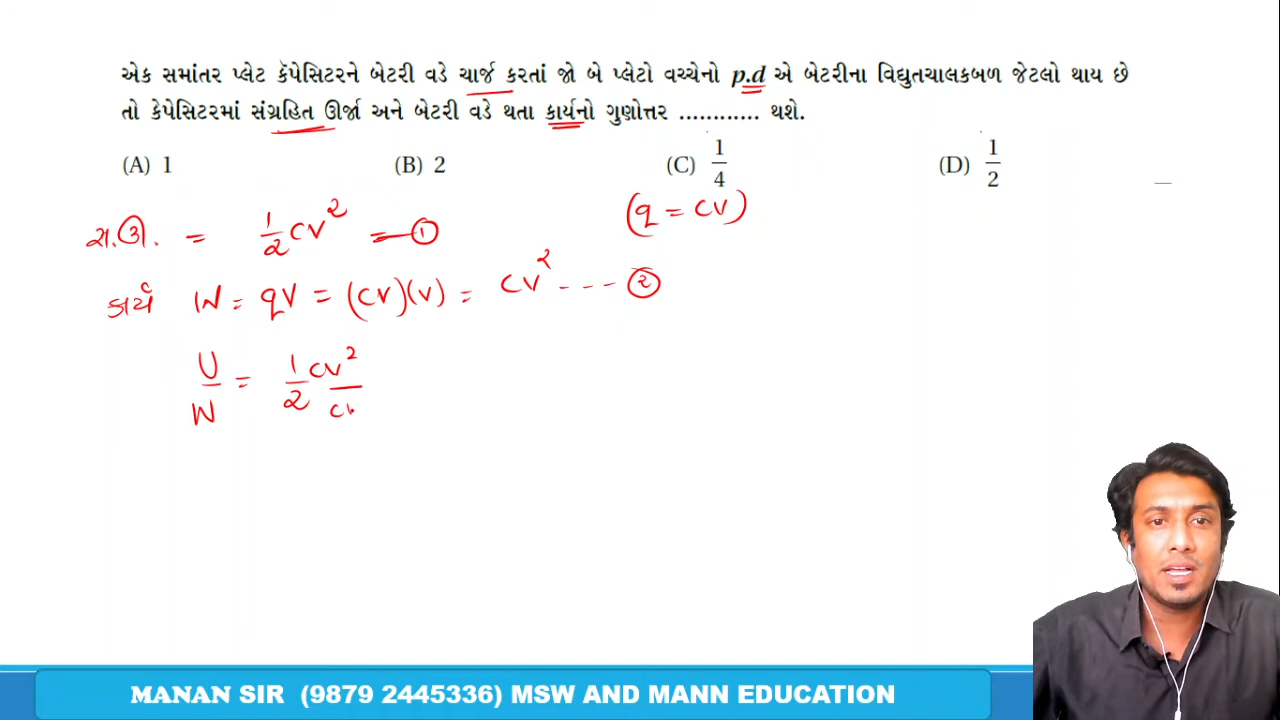 એક સમાંતર પ્લેટ કૅપેસિટરને બેટરી વડે ચાર્જ કરતાં જો બે પ્લેટો વચ્ચેનો p.d એ બેટરીના વિદ્યુતચાલકબળ જેટલો થાય છે
તો કેપેસિટરમાં સંગ્રહિત ઊર્જા અને બેટરી વડે થતા કાર્યનો ગુણોત્તર ............ થશે.
(A) 1 (B) 2 (C) 1/4 (D) 1/2
(q = CV)
સ.ઊ. = 1/2 CV² = ①
કાર્ય W = qV = (CV)(V) = CV² --- ②
U/W = 1/2 CV² / CV
MANAN SIR (9879 2445336) MSW AND MANN EDUCATION